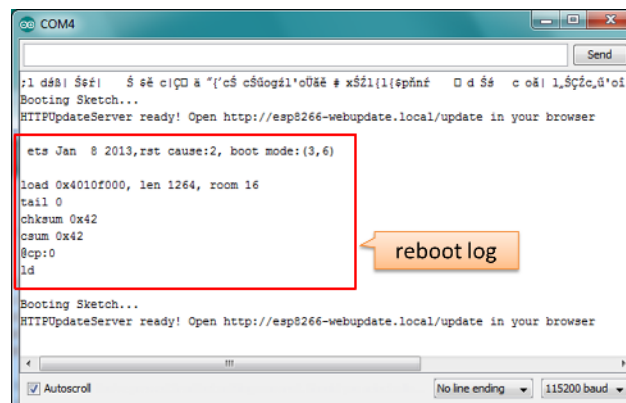 COM4
Send
Booting Sketch...
HTTPUpdateServer ready! Open http://esp8266-webupdate.local/update in your browser
ets Jan  8 2013,rst cause:2, boot mode:(3,6)
load 0x4010f000, len 1264, room 16
tail 0
chksum 0x42
csum 0x42
@cp:0
ld
reboot log
Booting Sketch...
HTTPUpdateServer ready! Open http://esp8266-webupdate.local/update in your browser
Autoscroll
No line ending
115200 baud